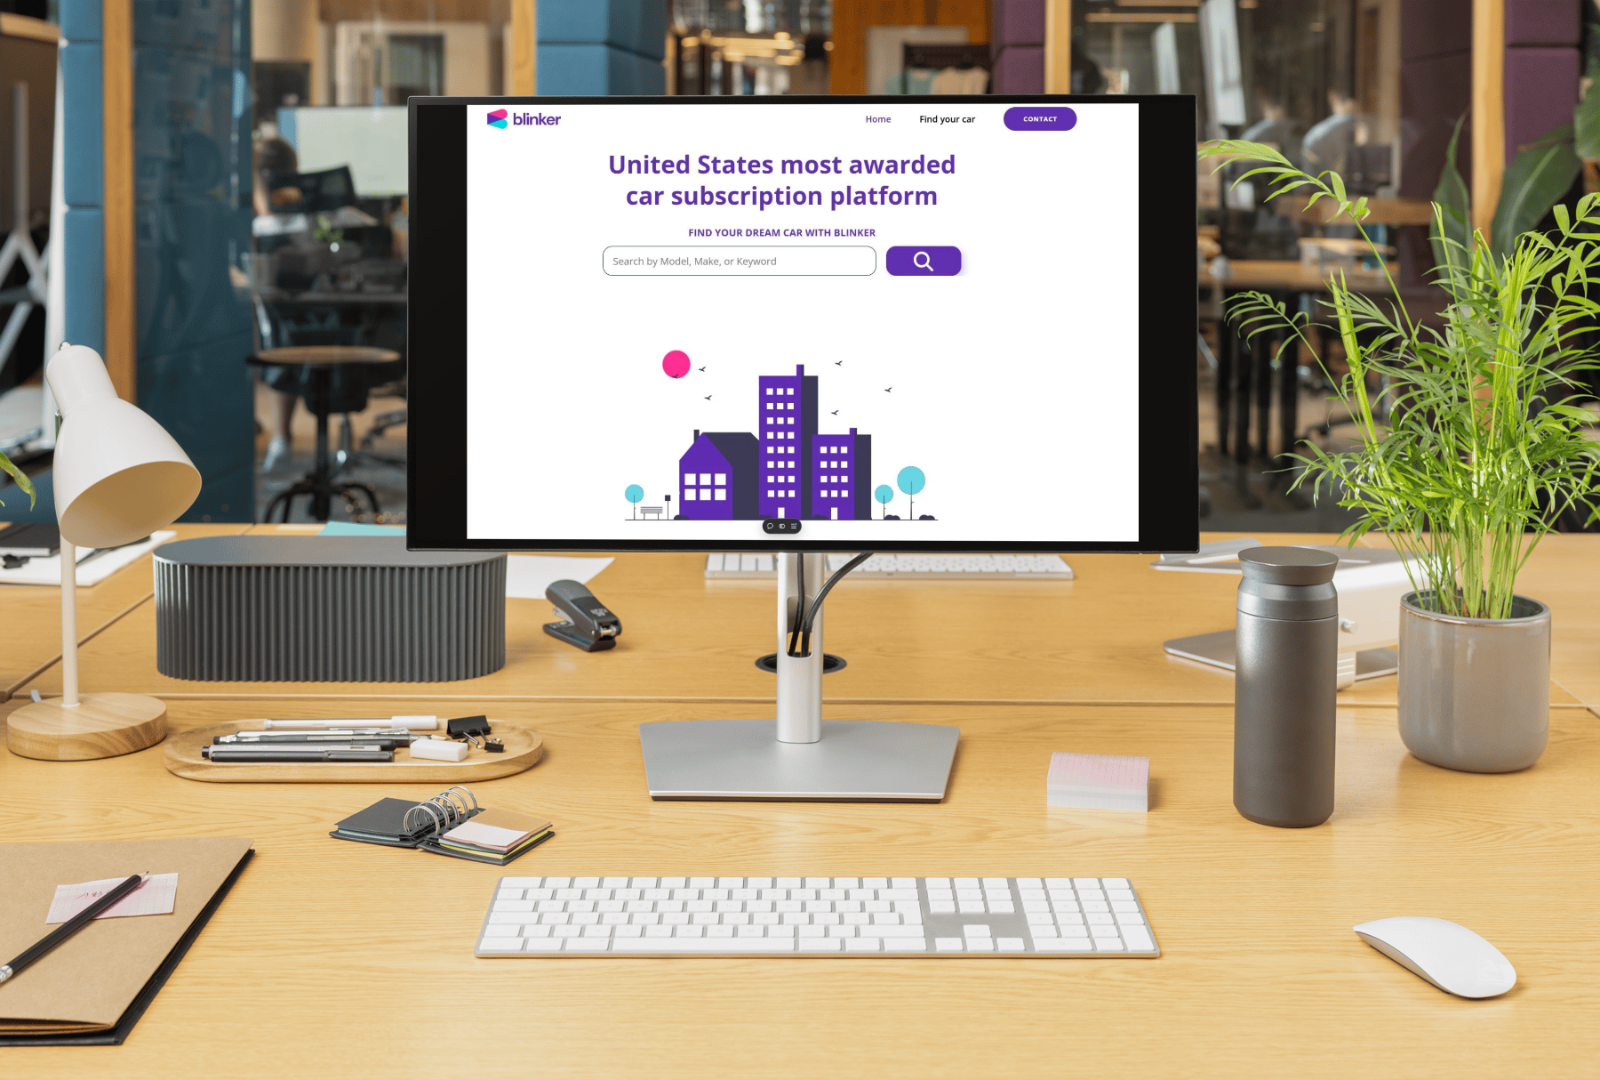 blinker
Home
Find your car
CONTACT
United States most awarded
car subscription platform
FIND YOUR DREAM CAR WITH BLINKER
Search by Model, Make, or Keyword